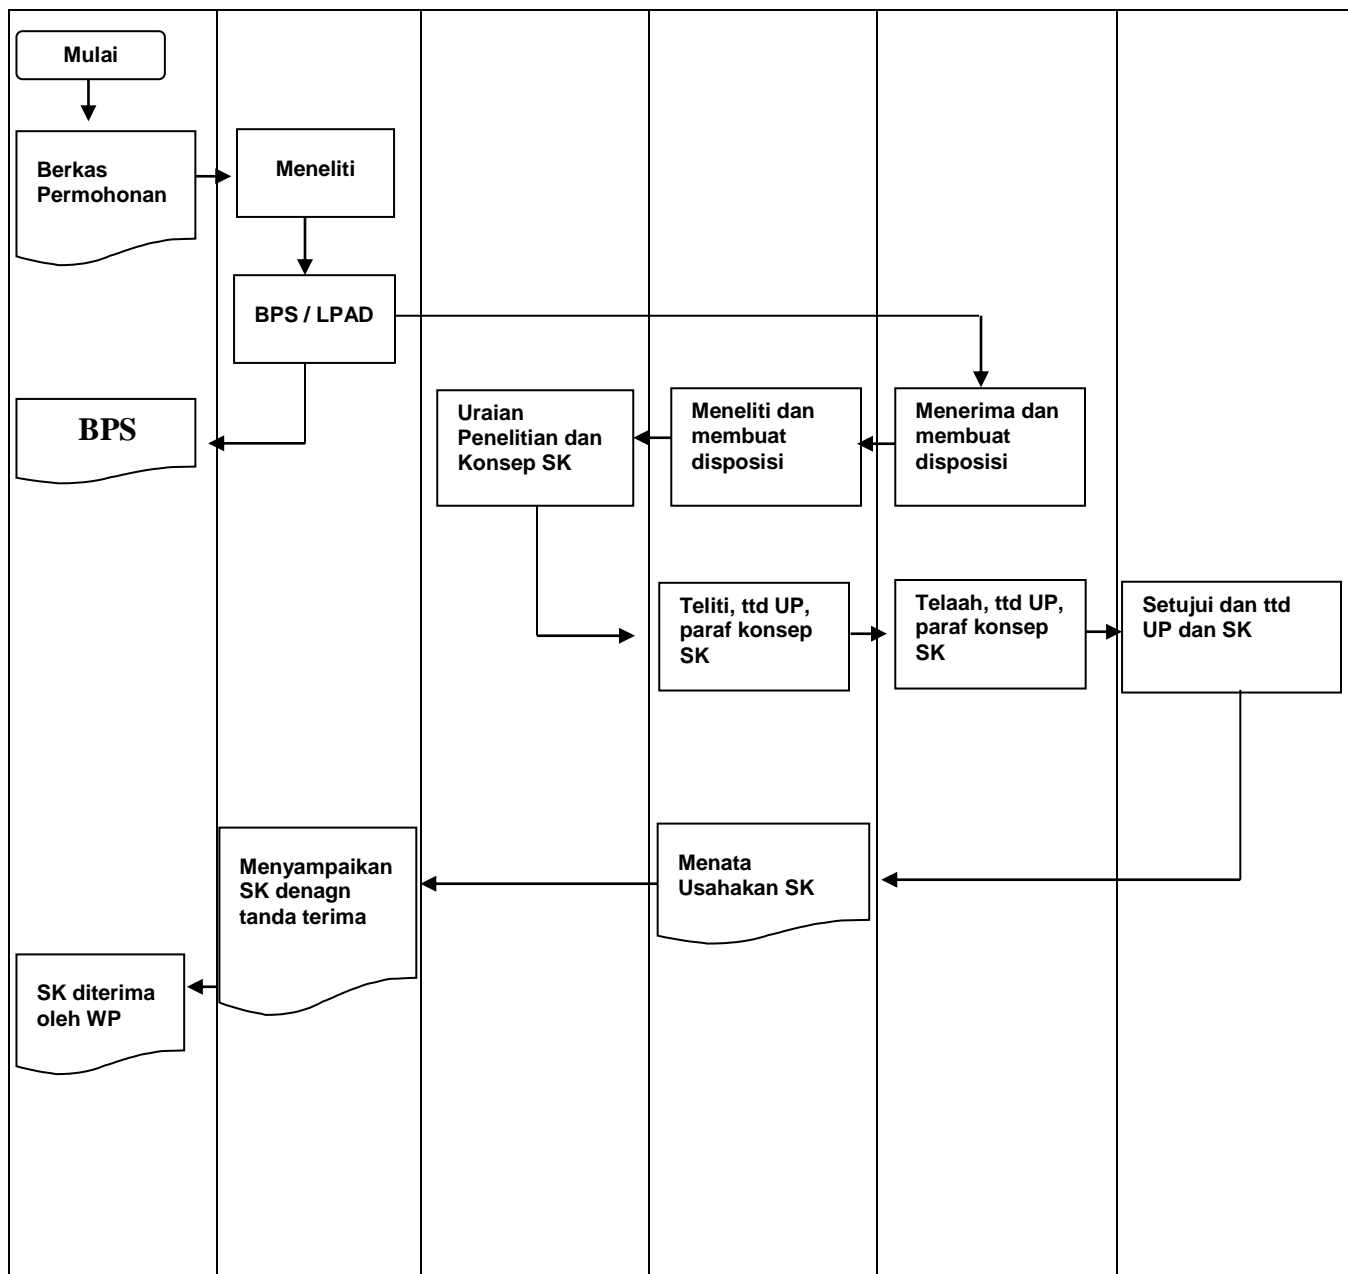 Mulai
Berkas
Permohonan
Meneliti
BPS / LPAD
BPS
Uraian
Penelitian dan
Konsep SK
Meneliti dan
membuat
disposisi
Menerima dan
membuat
disposisi
Teliti, ttd UP,
paraf konsep
SK
Telaah, ttd UP,
paraf konsep
SK
Setujui dan ttd
UP dan SK
Menyampaikan
SK denagn
tanda terima
Menata
Usahakan SK
SK diterima
oleh WP